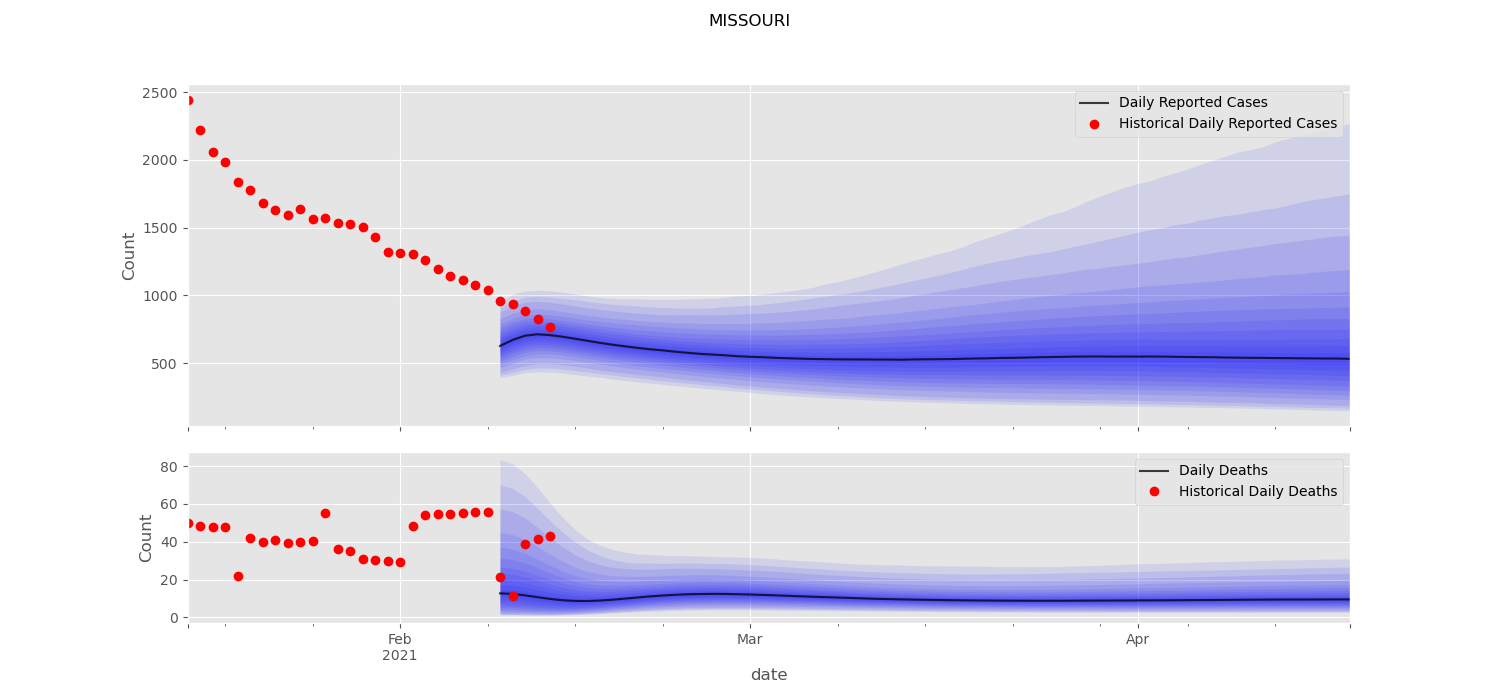 MISSOURI
2500
2000
1500
1000
500
Count
Daily Reported Cases
Historical Daily Reported Cases
80
60
40
20
0
Count
Daily Deaths
Historical Daily Deaths
Feb
2021
Mar
Apr
date